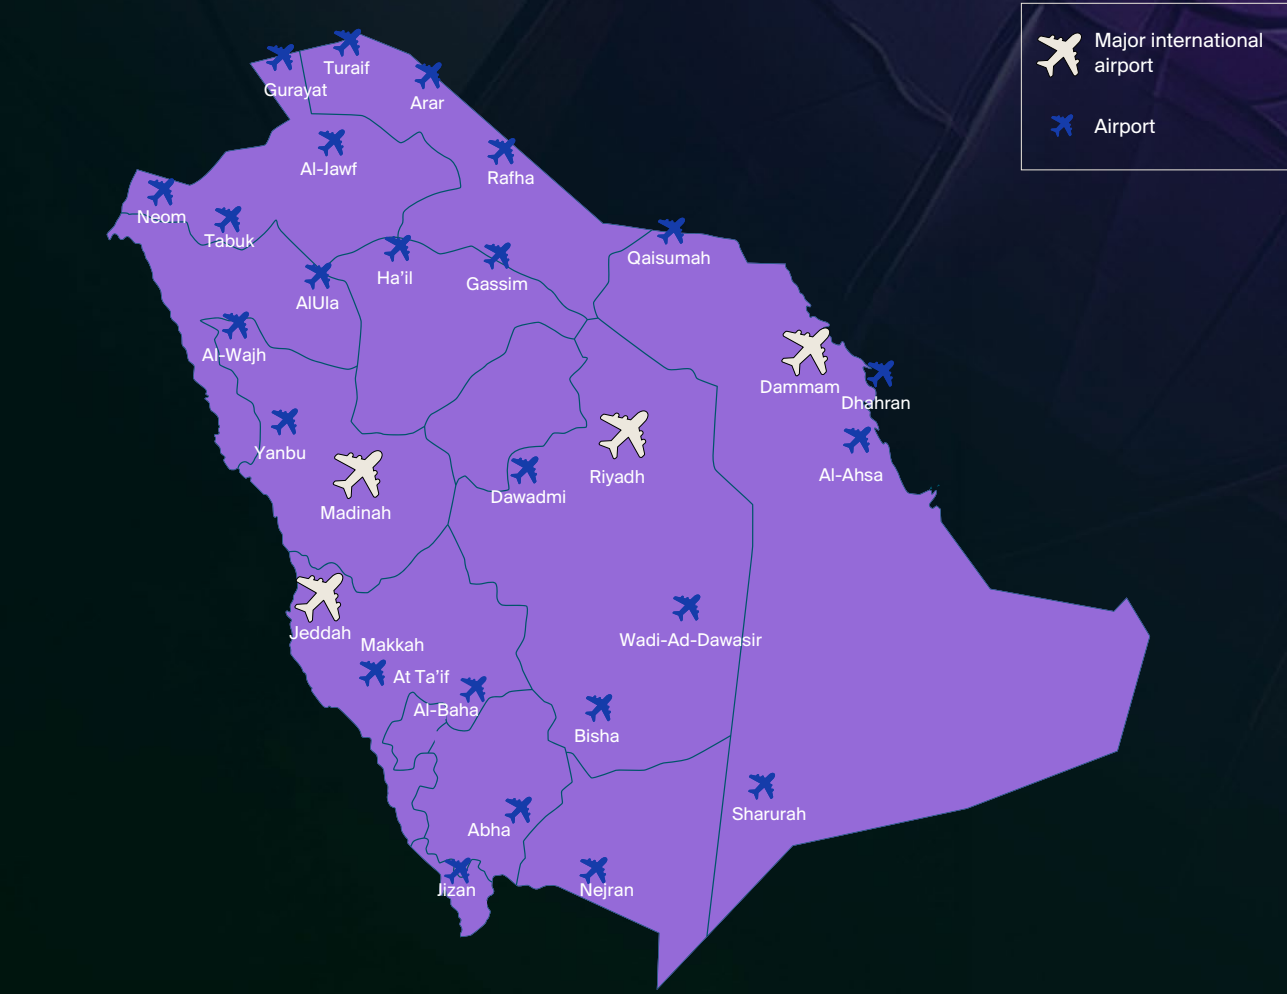 Major international
airport
Airport
Turaif
Gurayat
Arar
Al-Jawf
Rafha
Neom
Tabuk
Qaisumah
Ha’il
Gassim
AlUla
Al-Wajh
Dammam
Dhahran
Yanbu
Riyadh
Al-Ahsa
Dawadmi
Madinah
Jeddah
Makkah
Wadi-Ad-Dawasir
At Ta’if
Al-Baha
Bisha
Sharurah
Abha
Jizan
Nejran